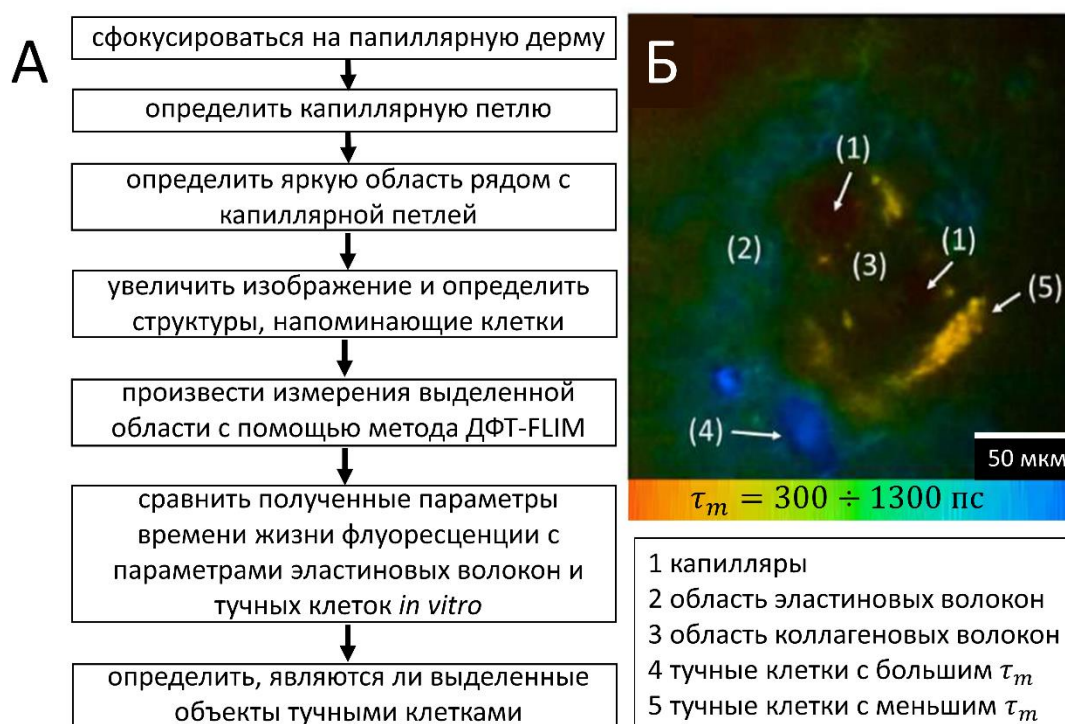 А
сфокусироваться на папиллярную дерму
определить капиллярную петлю
определить яркую область рядом с
капиллярной петлей
увеличить изображение и определить
структуры, напоминающие клетки
произвести измерения выделенной
области с помощью метода ДФТ-FLIM
сравнить полученные параметры
времени жизни флуоресценции с
параметрами эластиновых волокон и
тучных клеток in vitro
определить, являются ли выделенные
объекты тучными клетками
Б
(1)
(2)
(3)
(1)
(5)
(4)
50 мкм
τₘ = 300 ÷ 1300 пс
1 капилляры
2 область эластиновых волокон
3 область коллагеновых волокон
4 тучные клетки с большим τₘ
5 тучные клетки с меньшим τₘ